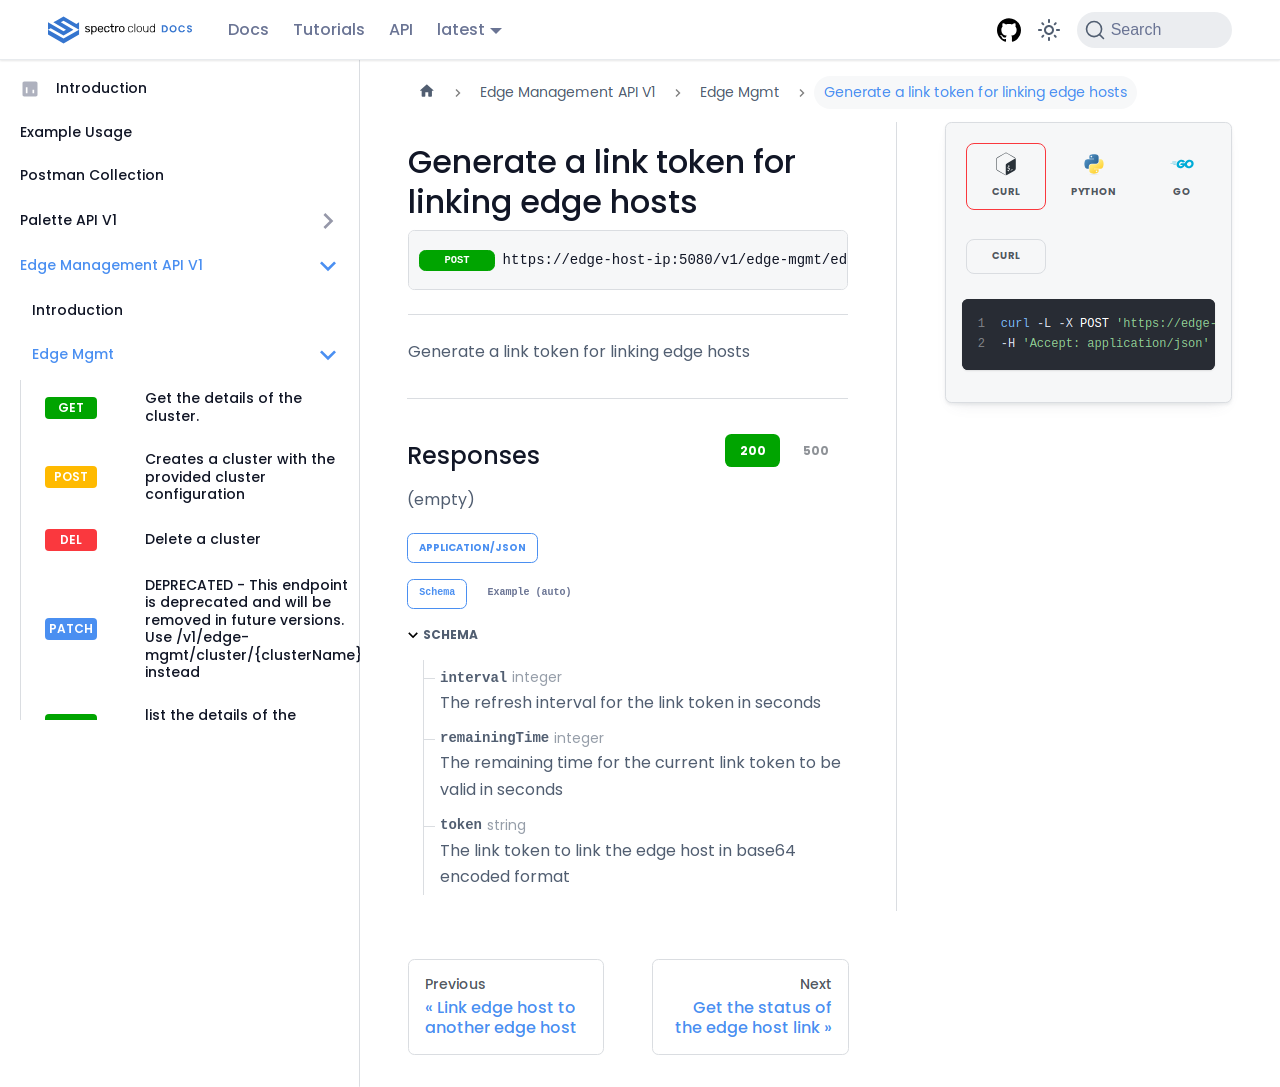 spectro cloud DOCS
Docs
Tutorials
API
latest
Search
Introduction
Example Usage
Postman Collection
Palette API V1
Edge Management API V1
Introduction
Edge Mgmt
GET
Get the details of the
cluster.
POST
Creates a cluster with the
provided cluster
configuration
DEL
Delete a cluster
PATCH
DEPRECATED - This endpoint
is deprecated and will be
removed in future versions.
Use /v1/edge-
mgmt/cluster/{clusterName}
instead
list the details of the
Edge Management API V1
Edge Mgmt
Generate a link token for linking edge hosts
Generate a link token for
linking edge hosts
POST
https://edge-host-ip:5080/v1/edge-mgmt/ed
Generate a link token for linking edge hosts
Responses
200
500
(empty)
APPLICATION/JSON
Schema
Example (auto)
SCHEMA
interval integer
The refresh interval for the link token in seconds
remainingTime integer
The remaining time for the current link token to be
valid in seconds
token string
The link token to link the edge host in base64
encoded format
Previous
« Link edge host to
another edge host
Next
Get the status of
the edge host link »
CURL
PYTHON
GO
GO
CURL
1 curl -L -X POST 'https://edge-
2 -H 'Accept: application/json'